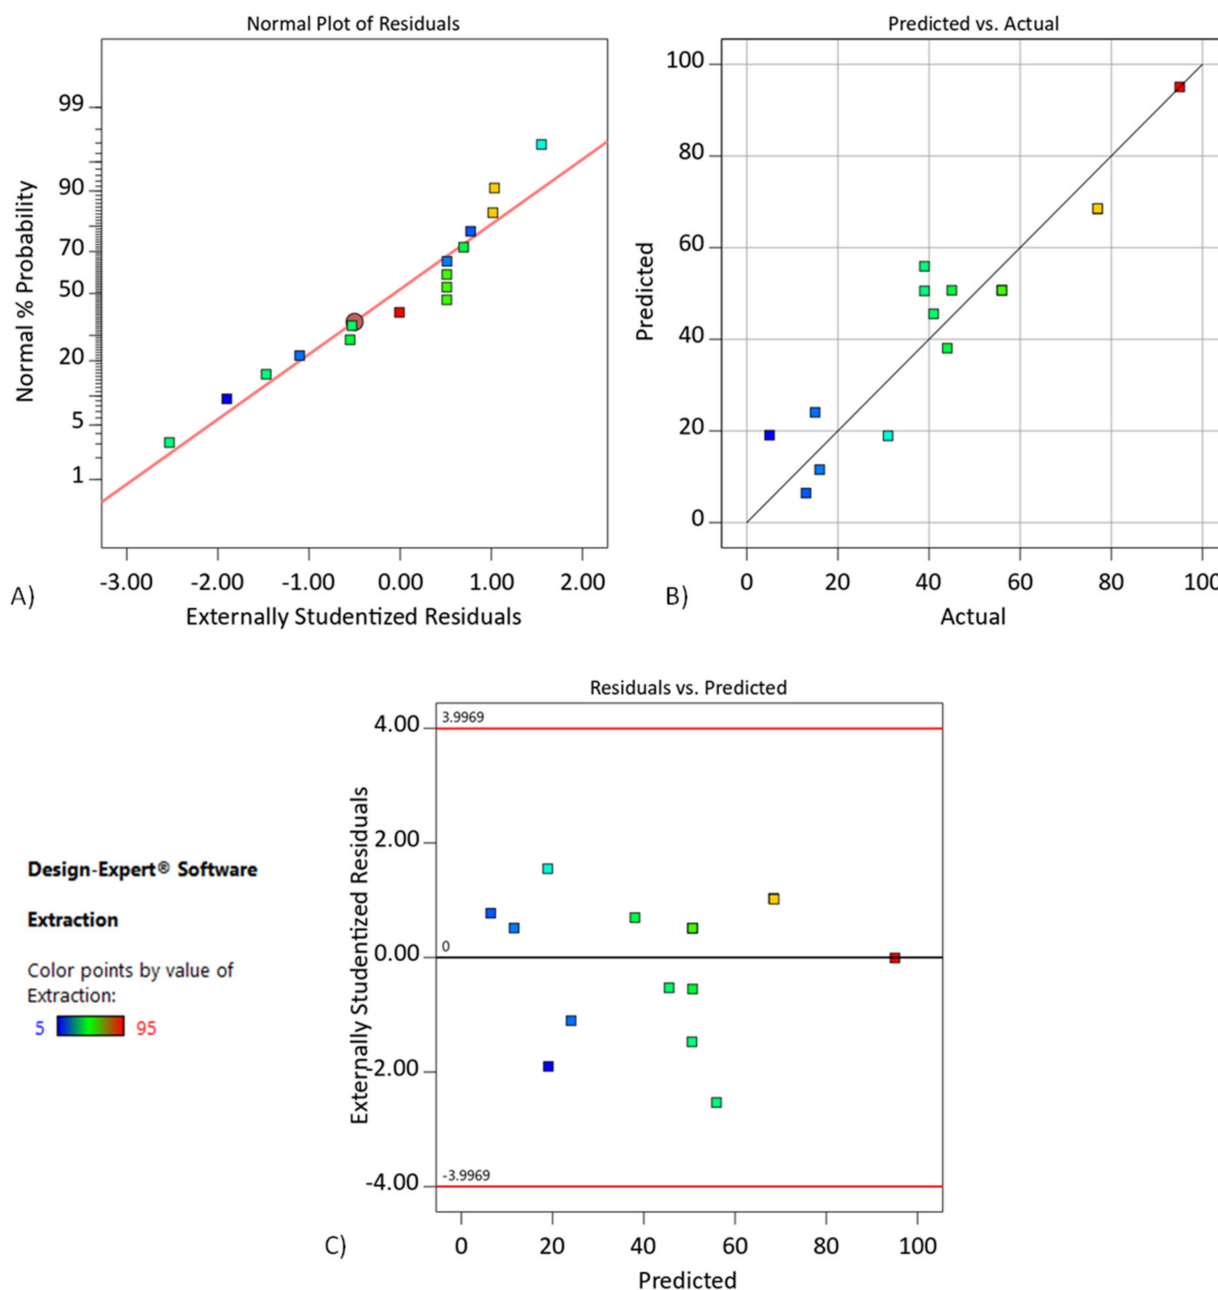 Normal Plot of Residuals
99
90
70
50
20
5
1
Normal % Probability
-3.00 -2.00 -1.00 0.00 1.00 2.00
Externally Studentized Residuals
A)
Predicted vs. Actual
100
80
60
40
20
0
Predicted
0 20 40 60 80 100
Actual
B)
Residuals vs. Predicted
4.00
2.00
0.00
-2.00
-4.00
3.9969
0
-3.9969
Externally Studentized Residuals
0 20 40 60 80 100
Predicted
C)
Design-Expert® Software
Extraction
Color points by value of
Extraction:
5 95